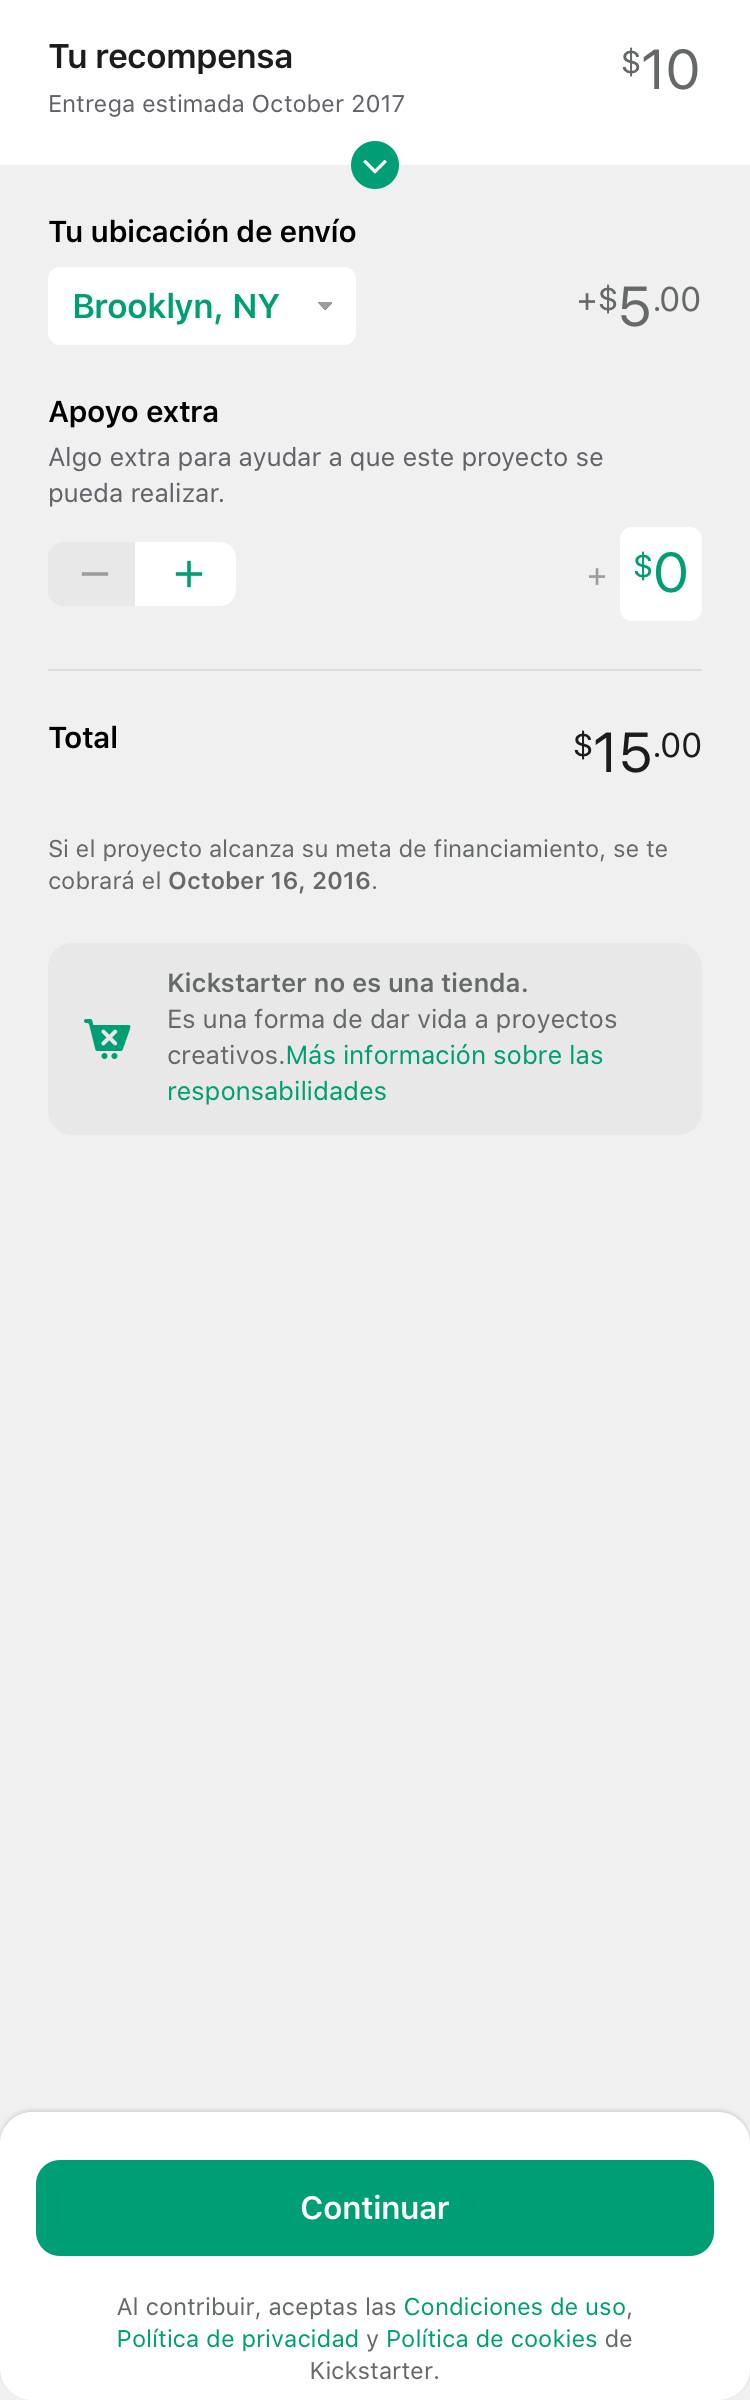 Tu recompensa
$10
Entrega estimada October 2017
Tu ubicación de envío
Brooklyn, NY
+$5.00
Apoyo extra
Algo extra para ayudar a que este proyecto se
pueda realizar.
− +
+ $0
Total
$15.00
Si el proyecto alcanza su meta de financiamiento, se te
cobrará el October 16, 2016.
Kickstarter no es una tienda.
Es una forma de dar vida a proyectos
creativos.Más información sobre las
responsabilidades
Continuar
Al contribuir, aceptas las Condiciones de uso,
Política de privacidad y Política de cookies de
Kickstarter.